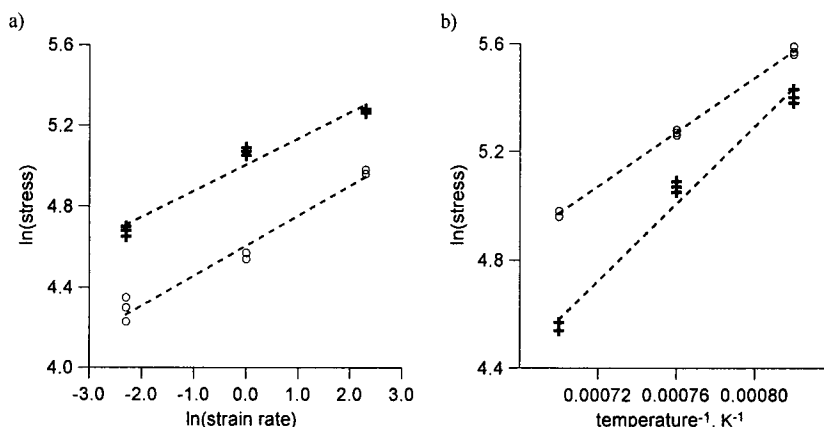 a)
5.6
5.2
4.8
4.4
4.0
ln(stress)
-3.0 -2.0 -1.0 0.0 1.0 2.0 3.0
ln(strain rate)
b)
5.6
5.2
4.8
4.4
ln(stress)
0.00072 0.00076 0.00080
temperature-1, K-1